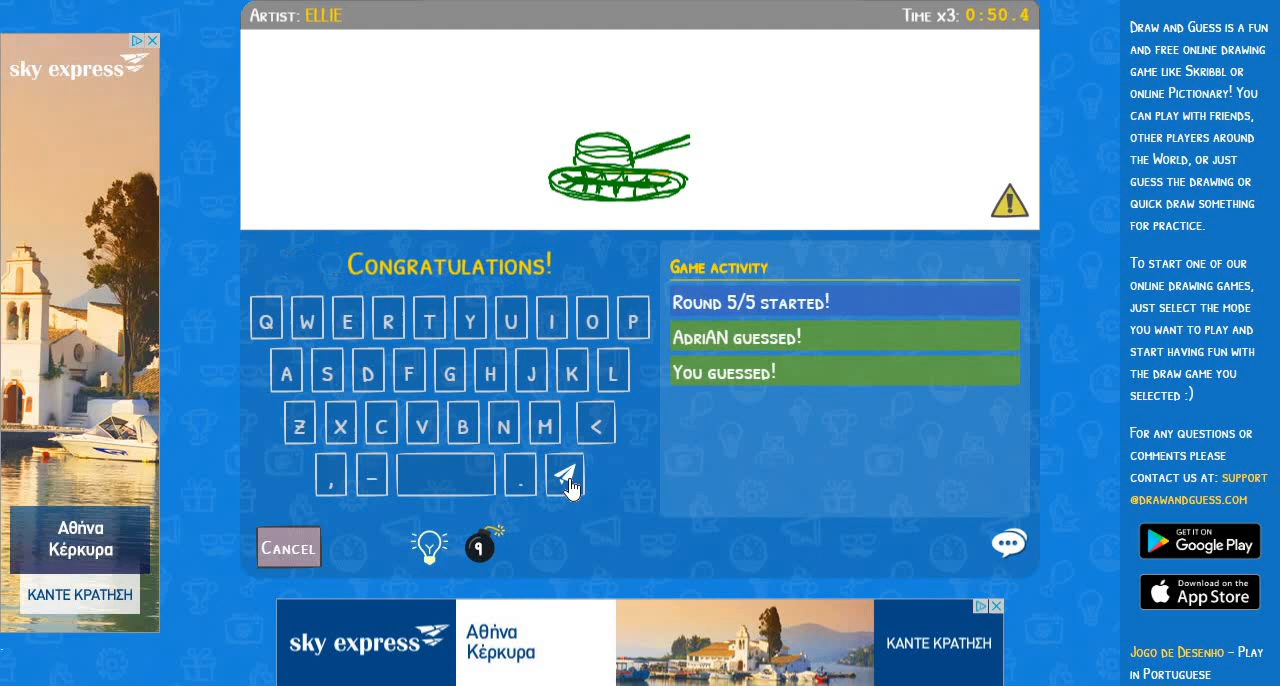 Artist: ELLIE
Time x3: 0:50.4
sky express
Αθήνα
Κέρκυρα
ΚΑΝΤΕ ΚΡΑΤΗΣΗ
Congratulations!
Q W E R T Y U I O P
A S D F G H J K L
Z X C V B N M <
, - .
Cancel
9
Game activity
Round 5/5 started!
AdriAN guessed!
You guessed!
sky express
Αθήνα
Κέρκυρα
ΚΑΝΤΕ ΚΡΑΤΗΣΗ
Draw and Guess is a fun
and free online drawing
game like Skribbl or
online Pictionary! You
can play with friends,
other players around
the World, or just
guess the drawing or
quick draw something
for practice.
To start one of our
online drawing games,
just select the mode
you want to play and
start having fun with
the draw game you
selected :)
For any questions or
comments please
contact us at: support
@drawandguess.com
GET IT ON
Google Play
Download on the
App Store
Jogo de Desenho - Play
in Portuguese